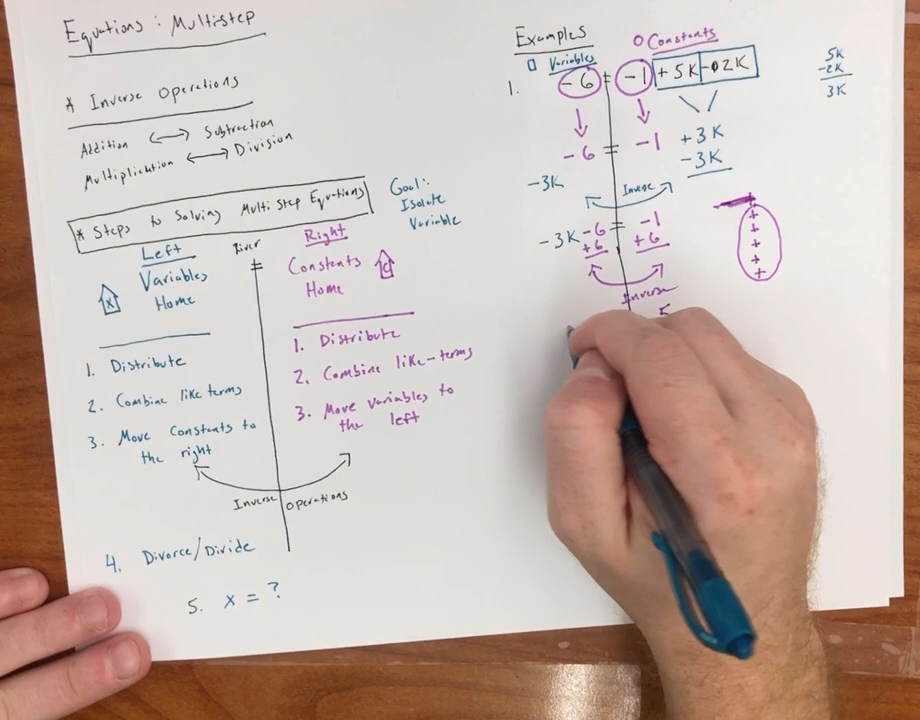 Equations: Multistep
* Inverse Operations
Addition ⟷ Subtraction
Multiplication ⟷ Division
* Steps to Solving Multi Step Equations
Goal:
Isolate
Variable
Left
Variables
Home
x
1. Distribute
2. Combine like terms
3. Move Constants to
the right
River
Right
Constants
Home
c
1. Distribute
2. Combine like-terms
3. Move Variables to
the left
Inverse Operations
4. Divorce/Divide
5. x = ?
Examples
□ Variables
O Constants
1. -6 = -1 +5K -2K
5K
-2K
3K
+3K
-6 = -1
-3K
-3K
Inverse
-3K -6 = -1
+6 +6
Inverse
5
+
+
+
+
+